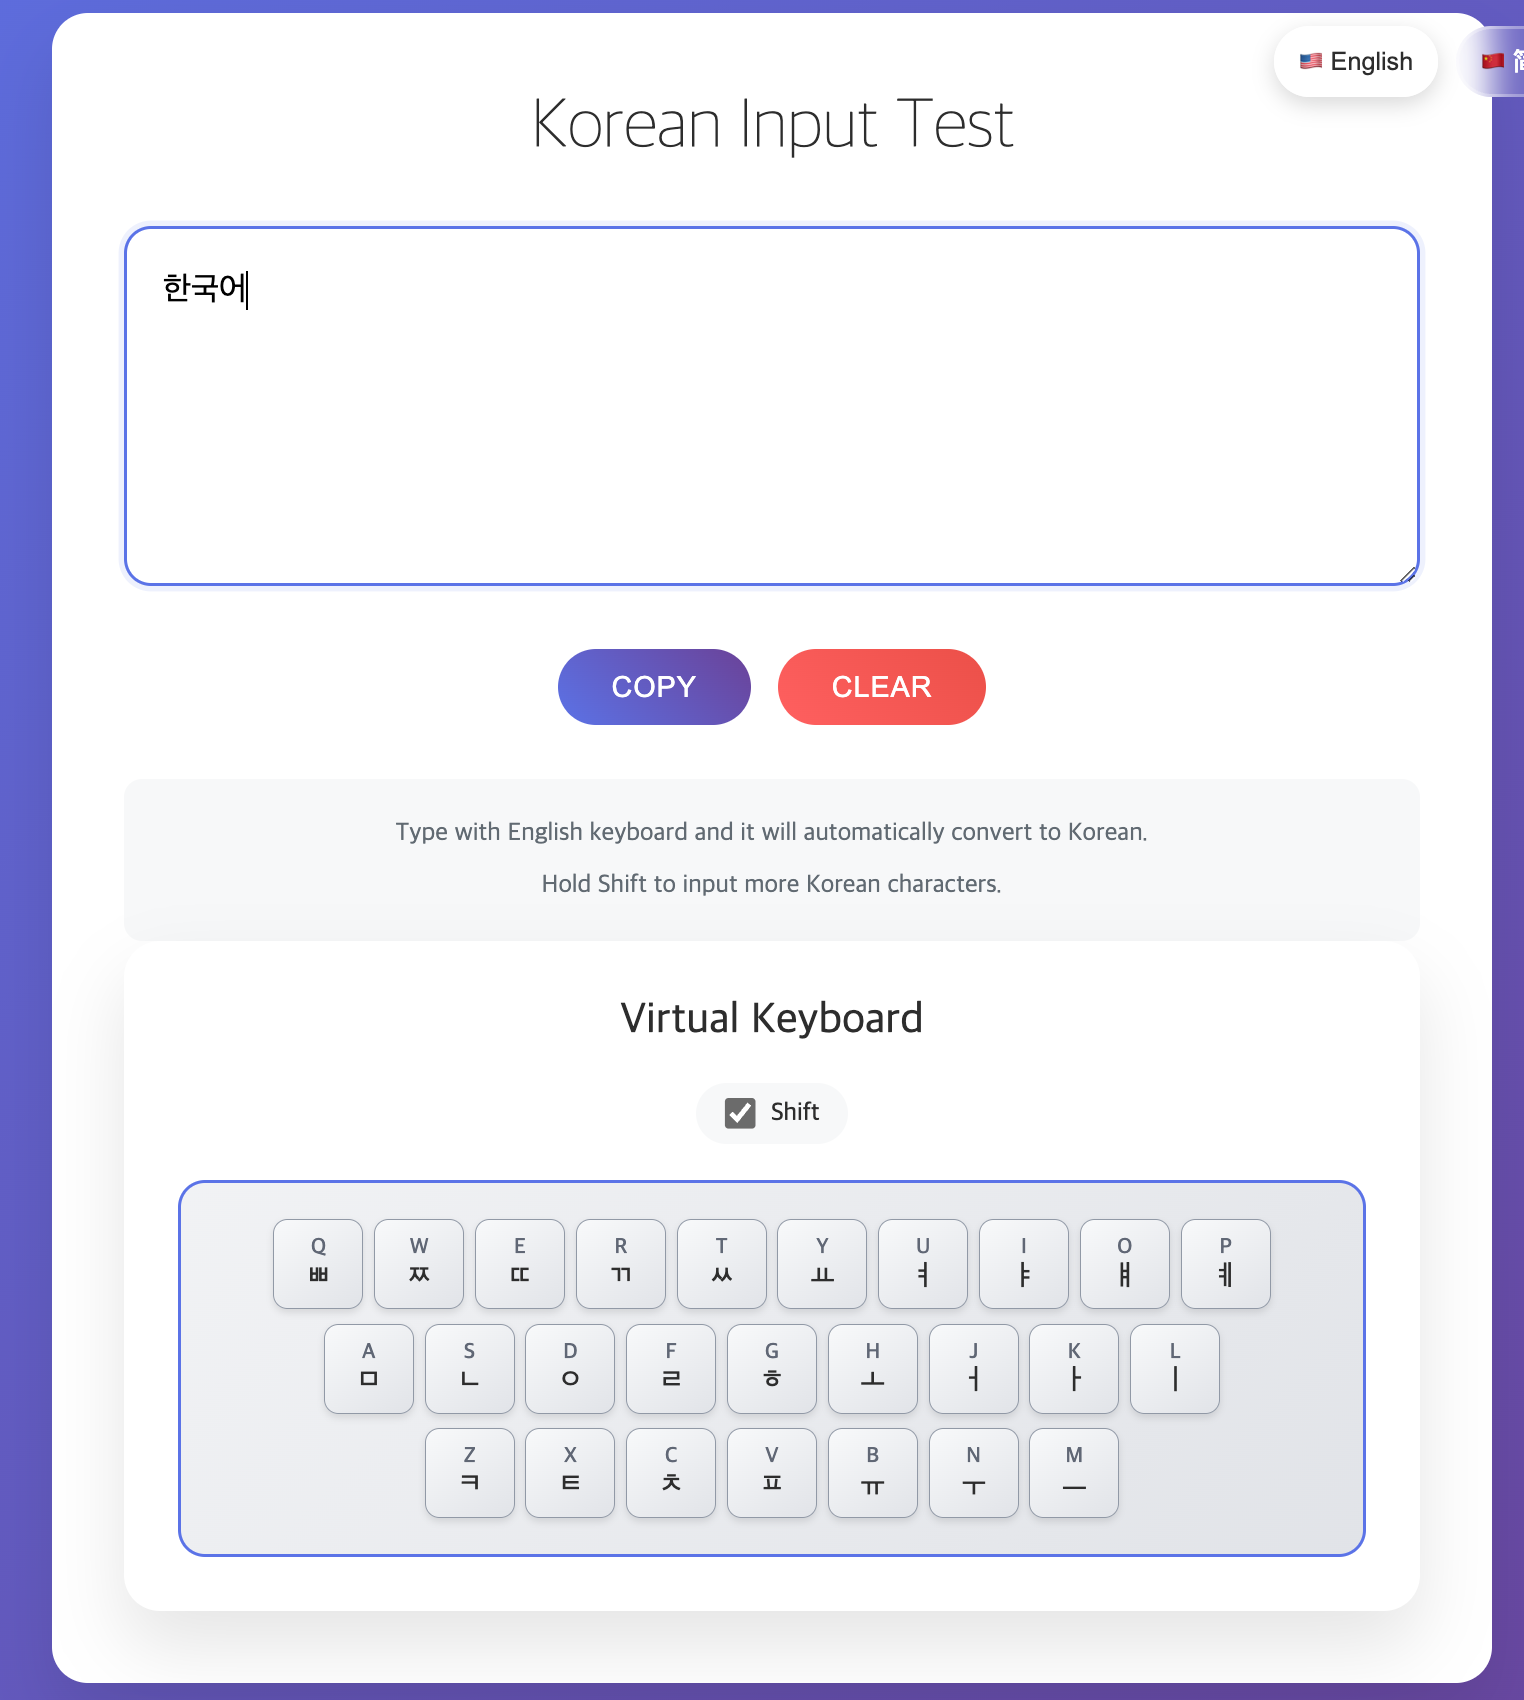 🇺🇸 English
🇨🇳
Korean Input Test
한국어
COPY CLEAR
Type with English keyboard and it will automatically convert to Korean.
Hold Shift to input more Korean characters.
Virtual Keyboard
Shift
Q W E R T Y U I O P
ㅃ ㅉ ㄸ ㄲ ㅆ ㅛ ㅕ ㅑ ㅒ ㅖ
A S D F G H J K L
ㅁ ㄴ ㅇ ㄹ ㅎ ㅗ ㅓ ㅏ ㅣ
Z X C V B N M
ㅋ ㅌ ㅊ ㅍ ㅠ ㅜ ㅡ